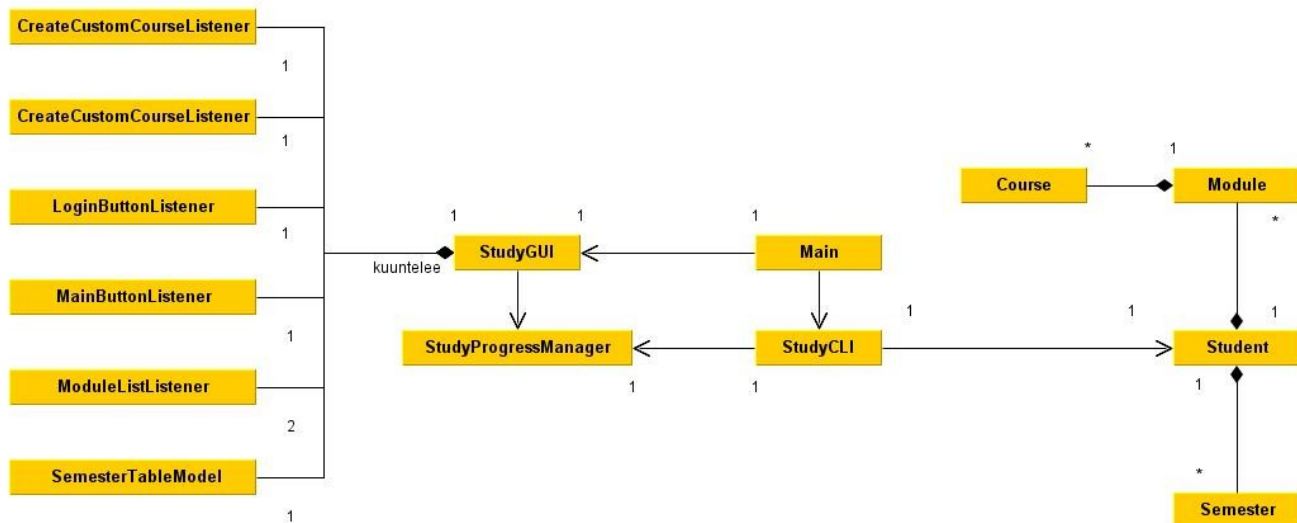 CreateCustomCourseListener
1
CreateCustomCourseListener
1
LoginButtonListener
1
MainButtonListener
1
ModuleListListener
2
SemesterTableModel
1
kuuntelee
1
StudyGUI
1
1
Main
StudyProgressManager
1
1
StudyCLI
1
1
Course
*
1
Module
*
1
Student
1
*
Semester